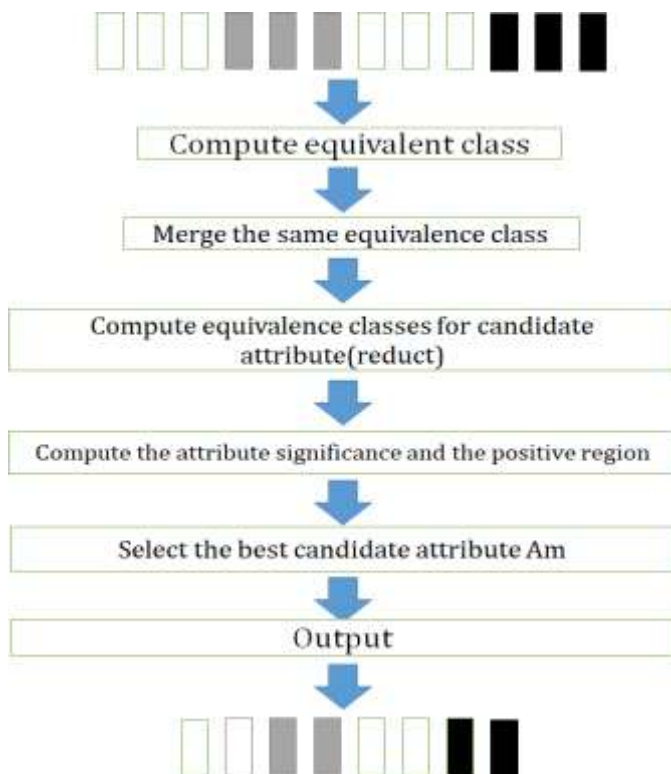 Compute equivalent class
Merge the same equivalence class
Compute equivalence classes for candidate
attribute(reduct)
Compute the attribute significance and the positive region
Select the best candidate attribute Am
Output